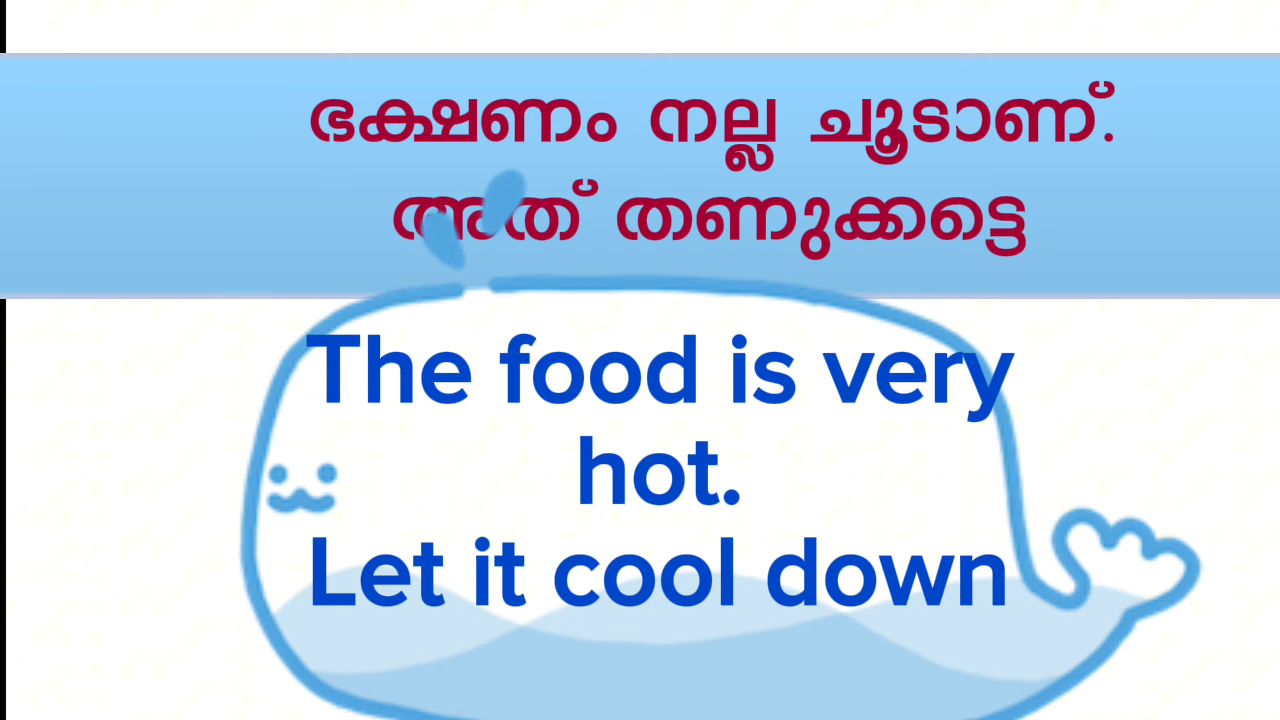 ഭക്ഷണം നല്ല ചൂടാണ്.
അത് തണുക്കട്ടെ
The food is very
hot.
Let it cool down